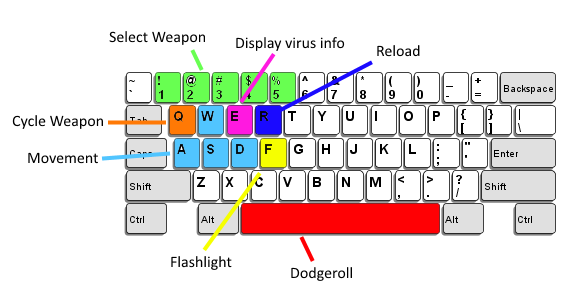 Select Weapon
Display virus info
Reload
~ ! @ # $ % ^ & * ( ) _ +
` 1 2 3 4 5 6 7 8 9 0 - = Backspace
Cycle Weapon
Tab Q W E R T Y U I O P { [ } ] | \
Movement
Caps A S D F G H J K L : ; " ' Enter
Shift Z X C V B N M < , > . ? / Shift
Ctrl Alt Alt Ctrl
Flashlight
Dodgeroll